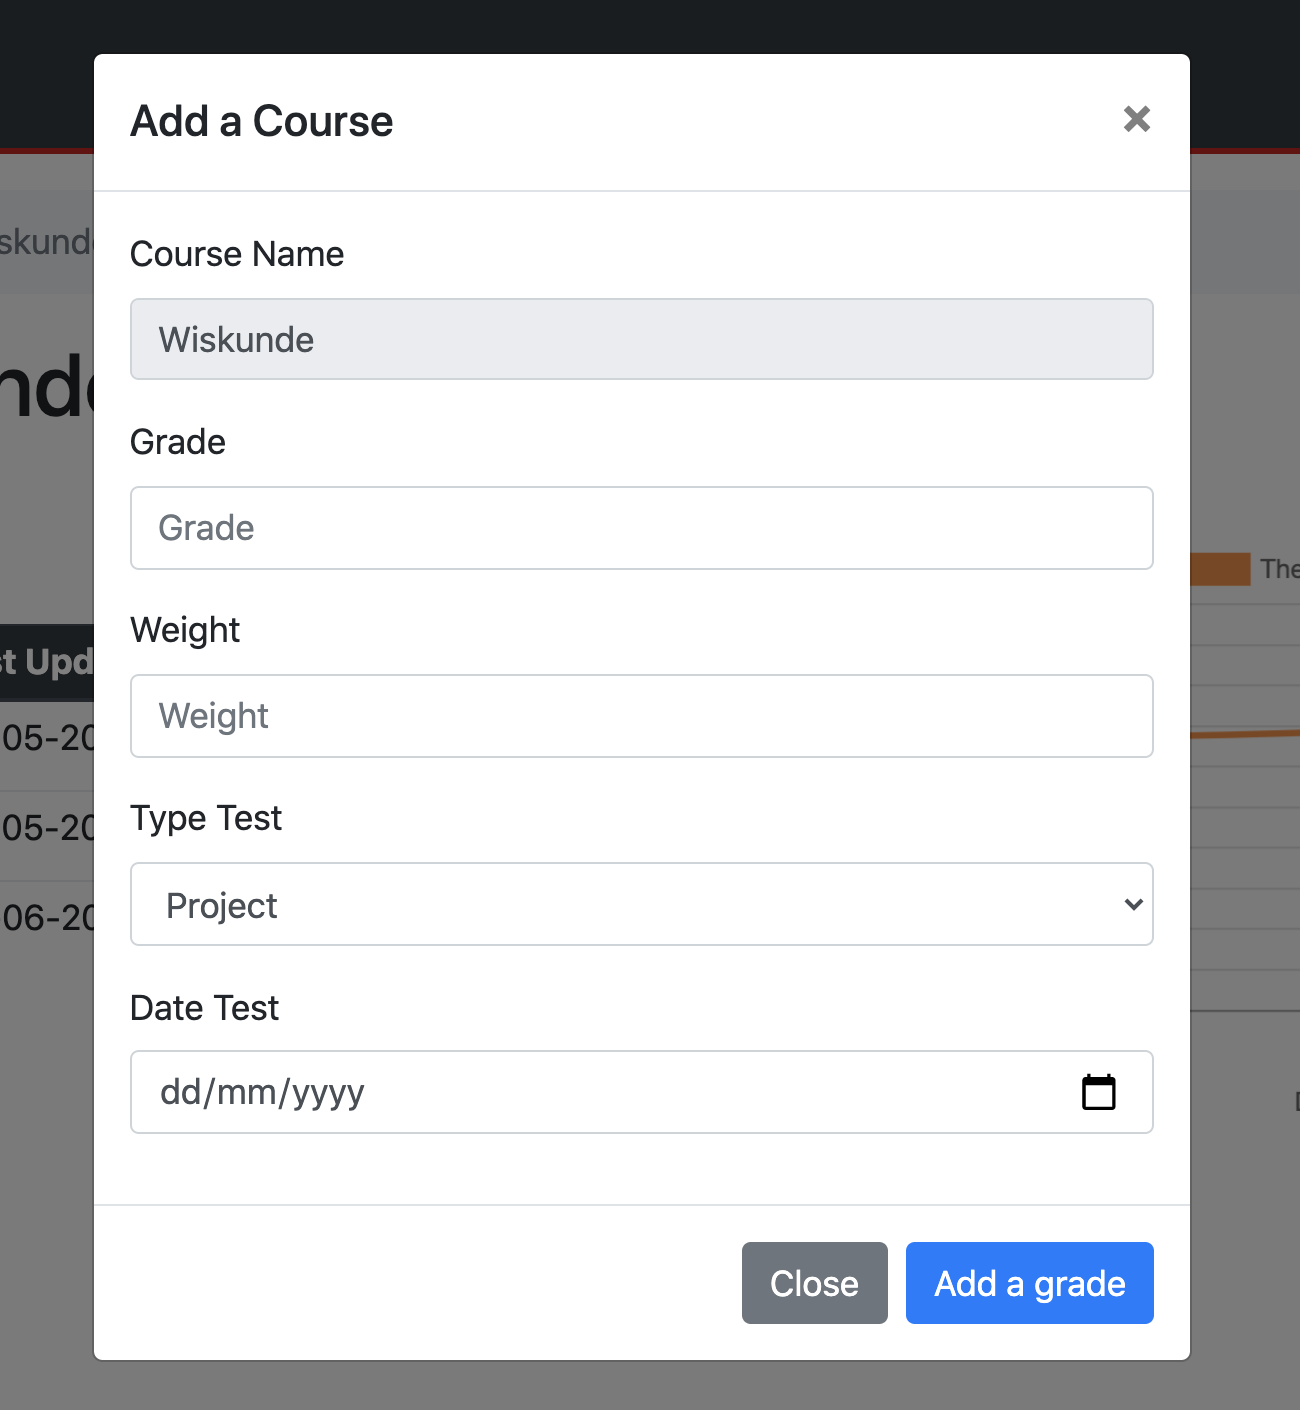 Add a Course
×
Course Name
Wiskunde
Grade
Grade
Weight
Weight
Type Test
Project
Date Test
dd/mm/yyyy
Close
Add a grade
skund
nd
t Upd
05-20
05-20
06-20
The